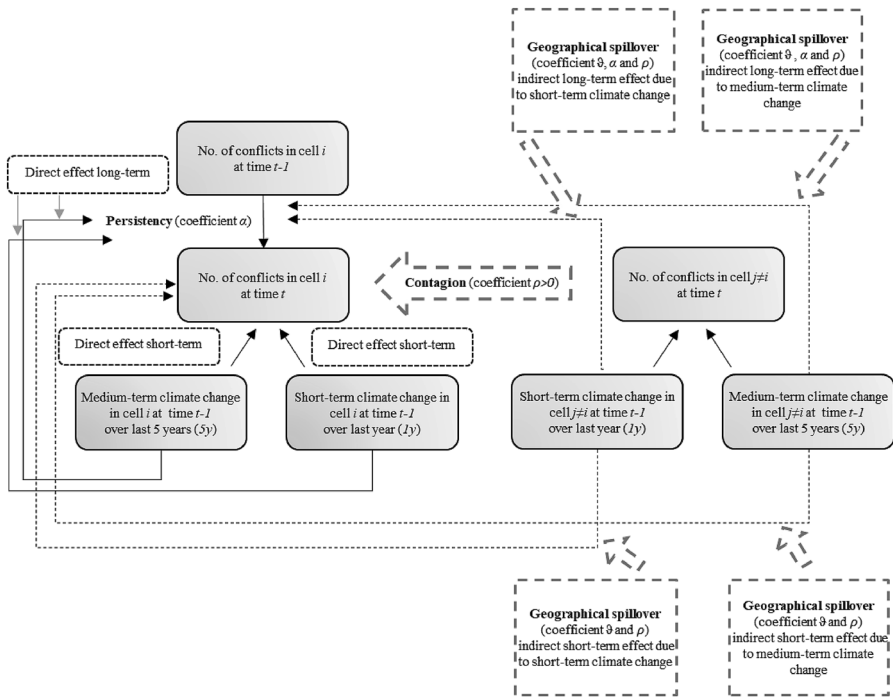 Geographical spillover
(coefficient ϑ, α and ρ)
indirect long-term effect due
to short-term climate change
Geographical spillover
(coefficient ϑ , α and ρ)
indirect long-term effect due
to medium-term climate
change
No. of conflicts in cell i
at time t-1
Direct effect long-term
Persistency (coefficient α)
No. of conflicts in cell i
at time t
Contagion (coefficient ρ>0)
No. of conflicts in cell j≠i
at time t
Direct effect short-term
Direct effect short-term
Medium-term climate change
in cell i at time t-1
over last 5 years (5y)
Short-term climate change in
cell i at time t-1
over last year (1y)
Short-term climate change in
cell j≠i at time t-1
over last year (1y)
Medium-term climate change
in cell j≠i at time t-1
over last 5 years (5y)
Geographical spillover
(coefficient ϑ and ρ)
indirect short-term effect due
to short-term climate change
Geographical spillover
(coefficient ϑ and ρ)
indirect short-term effect due
to medium-term climate
change